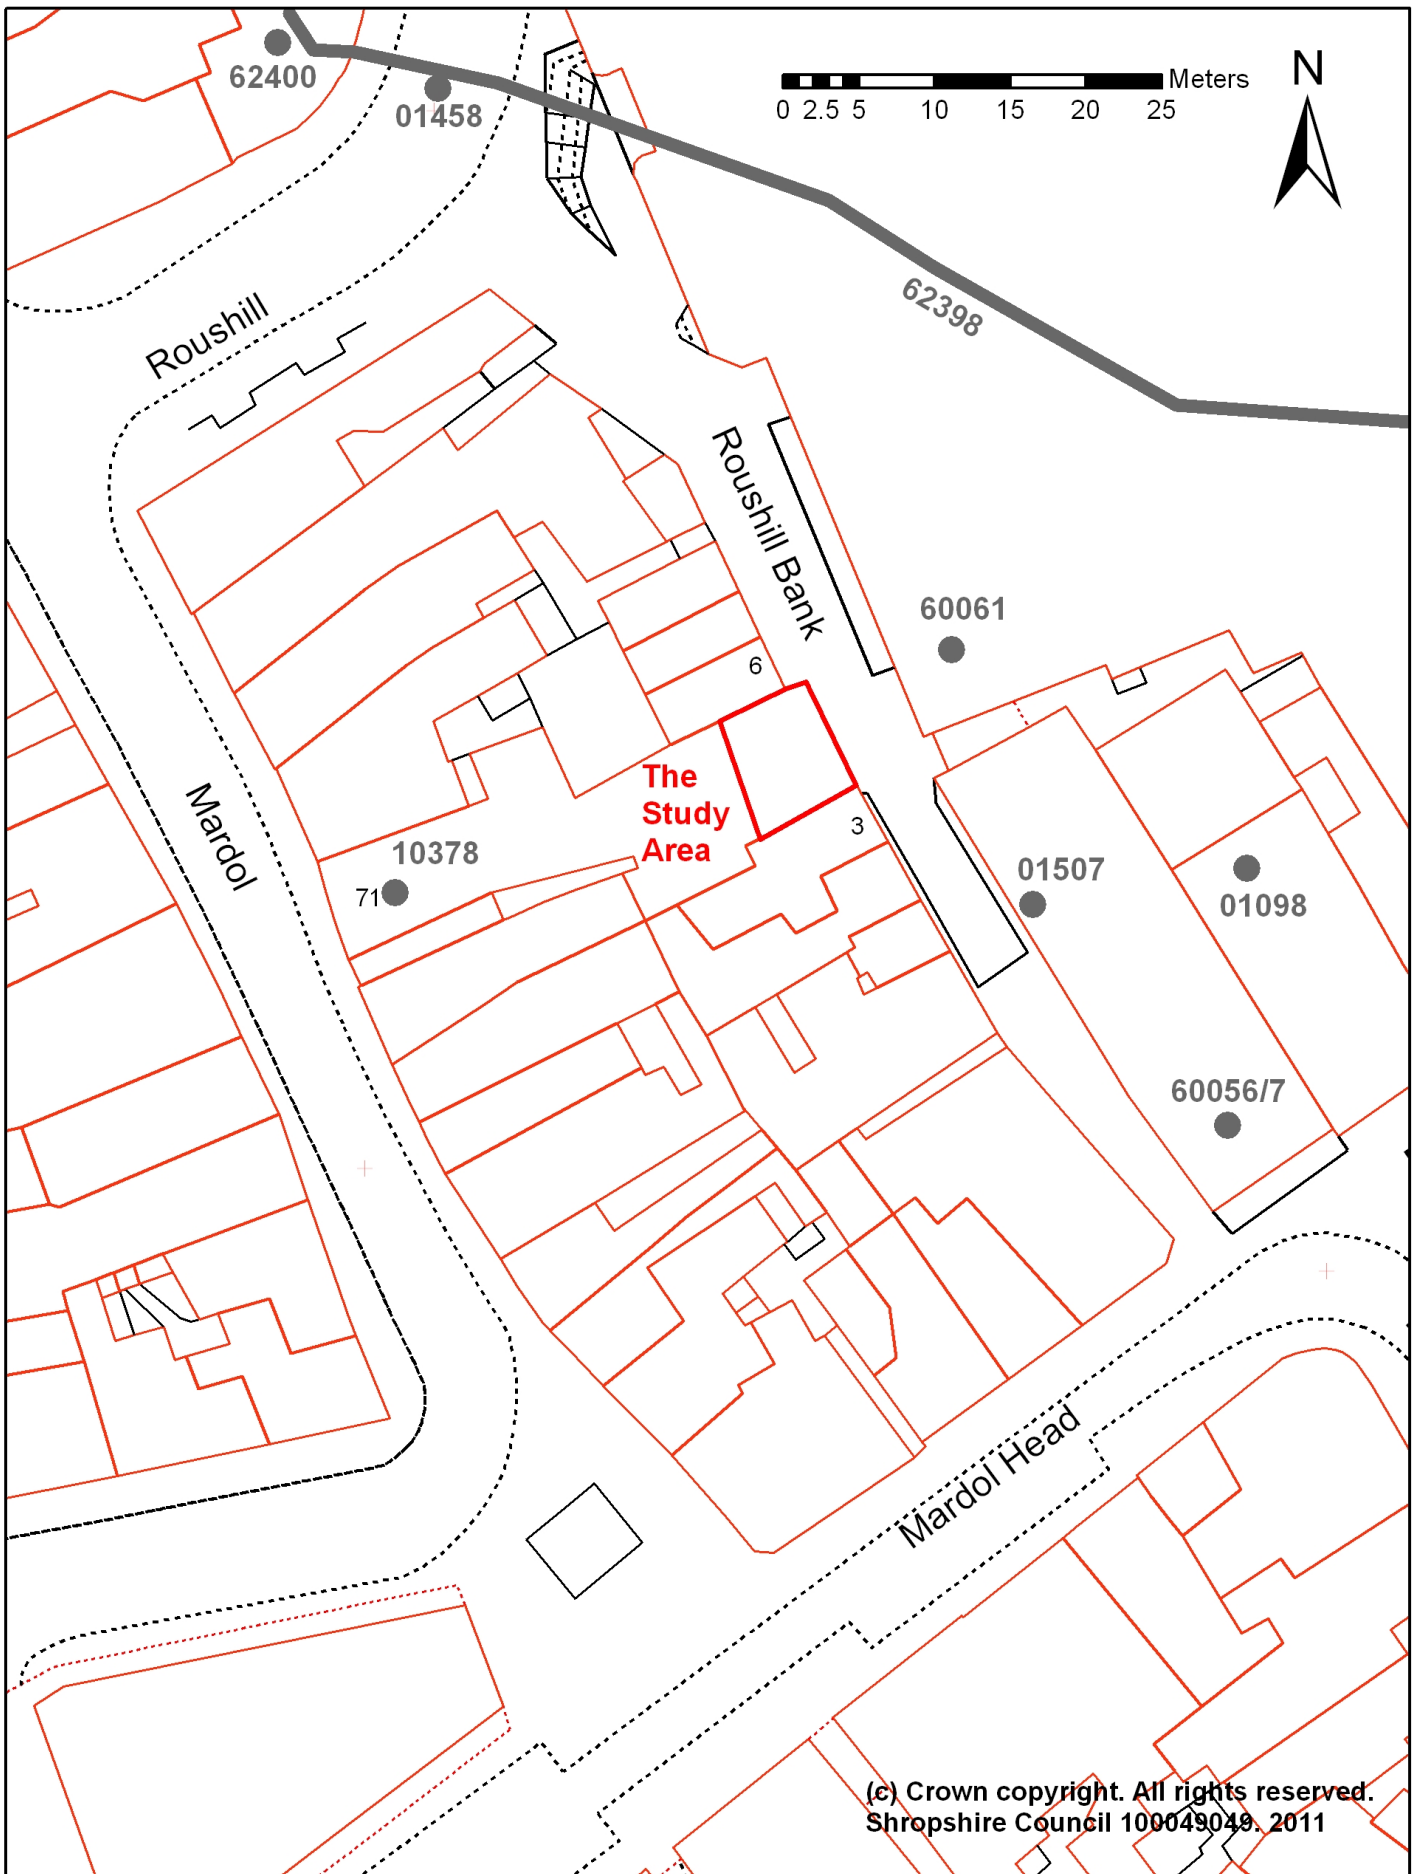 62400
01458
Meters
0 2.5 5 10 15 20 25
N
Roushill
62398
Roushill Bank
60061
6
Mardol
The
Study
Area
3
10378
71
01507
01098
60056/7
Mardol Head
(c) Crown copyright. All rights reserved.
Shropshire Council 100049049. 2011